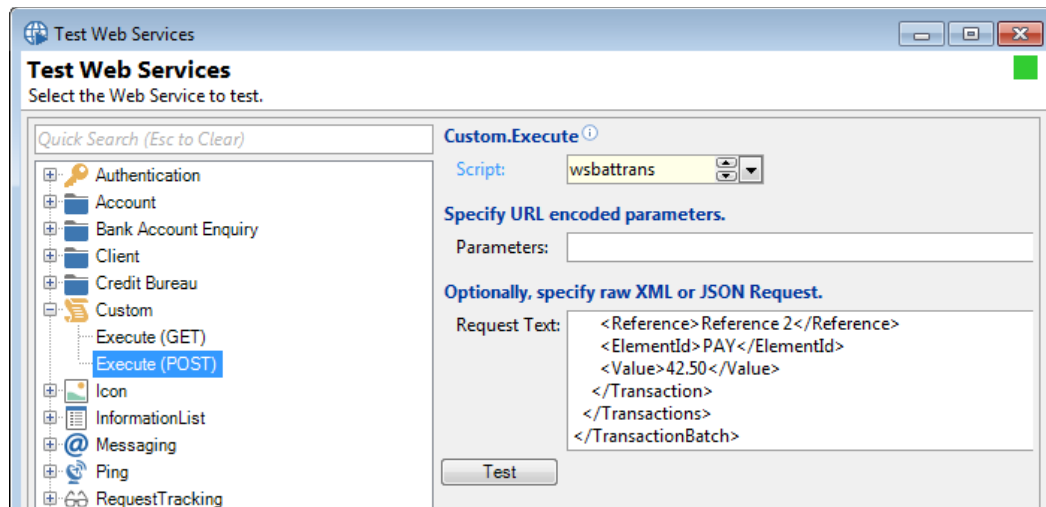 Test Web Services
Test Web Services
Select the Web Service to test.
Quick Search (Esc to Clear)
Authentication
Account
Bank Account Enquiry
Client
Credit Bureau
Custom
Execute (GET)
Execute (POST)
Icon
InformationList
Messaging
Ping
RequestTracking
Custom.Execute
Script: wsbattrans
Specify URL encoded parameters.
Parameters:
Optionally, specify raw XML or JSON Request.
Request Text: <Reference>Reference 2</Reference>
<ElementId>PAY</ElementId>
<Value>42.50</Value>
</Transaction>
</Transactions>
</TransactionBatch>
Test